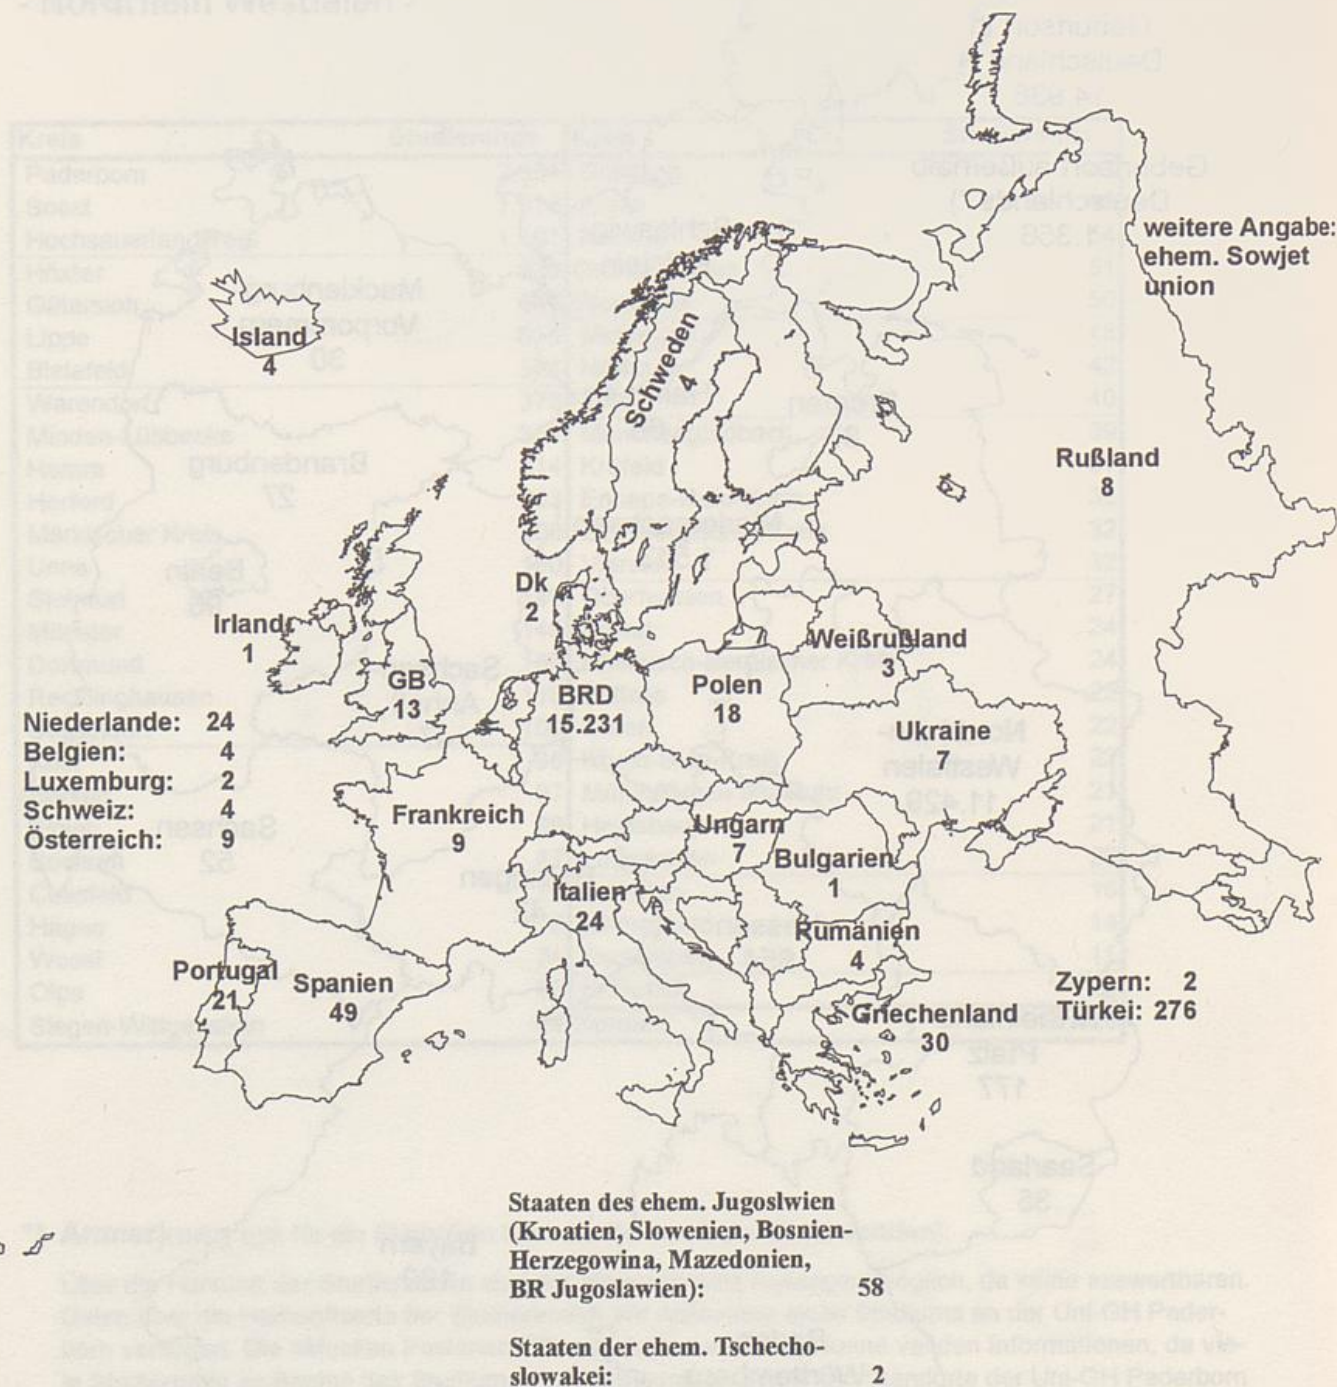 weitere Angabe:
ehem. Sowjet
union
Island
4
Schweden
4
Rußland
8
Dk
2
Irland
1
Weißrußland
3
GB
13
BRD
15.231
Polen
18
Ukraine
7
Niederlande: 24
Belgien: 4
Luxemburg: 2
Schweiz: 4
Österreich: 9
Frankreich
9
Ungarn
7
Bulgarien
1
Italien
24
Rumänien
4
Portugal
21
Spanien
49
Griechenland
30
Zypern: 2
Türkei: 276
Staaten des ehem. Jugoslwien
(Kroatien, Slowenien, Bosnien-
Herzegowina, Mazedonien,
BR Jugoslawien): 58
Staaten der ehem. Tschecho-
slowakei: 2